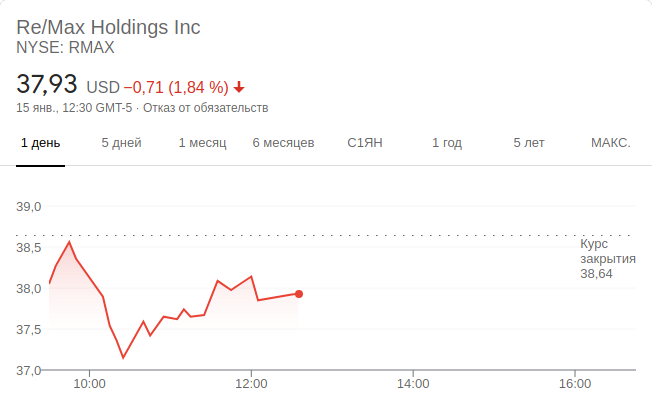 Re/Max Holdings Inc
NYSE: RMAX
37,93 USD −0,71 (1,84 %)
15 янв., 12:30 GMT-5 · Отказ от обязательств
1 день 5 дней 1 месяц 6 месяцев С1ЯН 1 год 5 лет МАКС.
39,0
38,5
38,0
37,5
37,0
Курс
закрытия
38,64
10:00 12:00 14:00 16:00